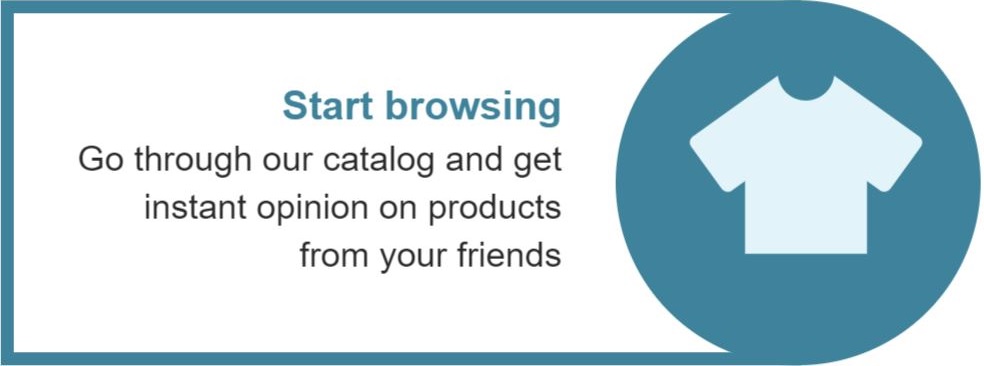 Start browsing
Go through our catalog and get
instant opinion on products
from your friends